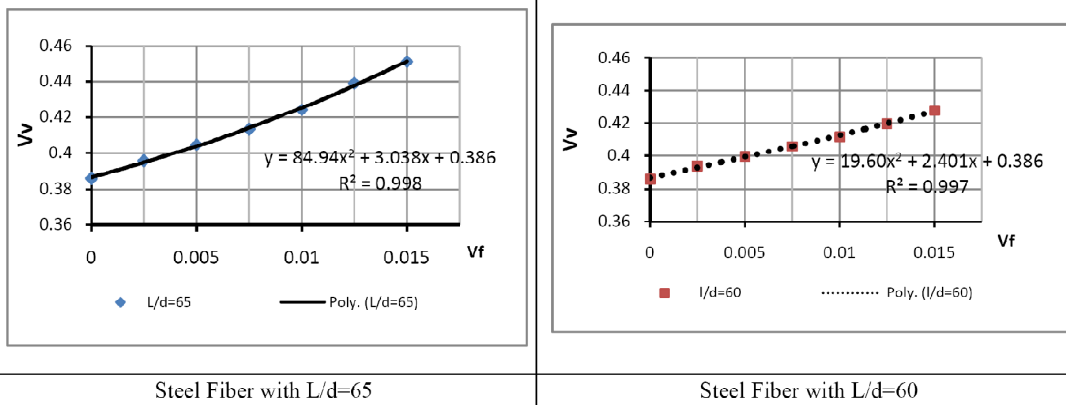 0.46
0.44
0.42
0.4
0.38
0.36
Vv
y = 84.94x² + 3.038x + 0.386
R² = 0.998
0 0.005 0.01 0.015
Vf
L/d=65 Poly. (L/d=65)
Steel Fiber with L/d=65
0.46
0.44
0.42
0.4
0.38
0.36
Vv
y = 19.60x² + 2.401x + 0.386
R² = 0.997
0 0.005 0.01 0.015
Vf
l/d=60 Poly. (l/d=60)
Steel Fiber with L/d=60